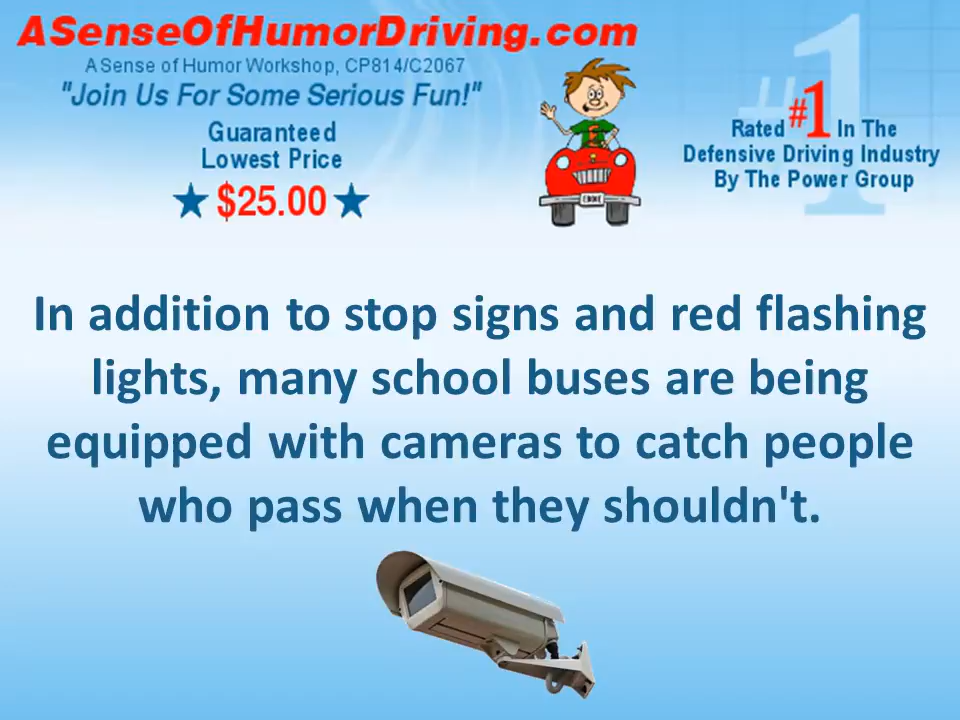 ASenseOfHumorDriving.com
A Sense of Humor Workshop, CP814/C2067
"Join Us For Some Serious Fun!"
Guaranteed
Lowest Price
$25.00
#1
Rated #1 In The
Defensive Driving Industry
By The Power Group
In addition to stop signs and red flashing
lights, many school buses are being
equipped with cameras to catch people
who pass when they shouldn't.